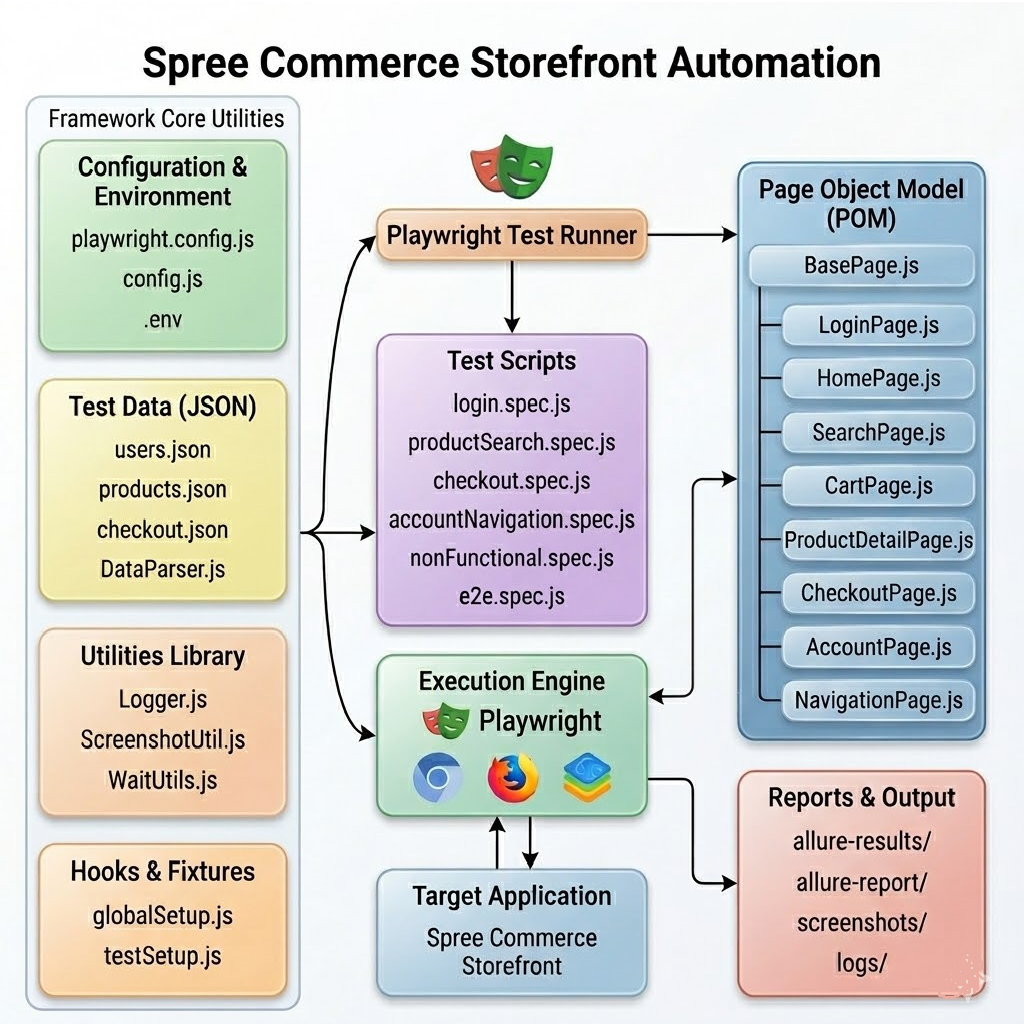 Spree Commerce Storefront Automation
Framework Core Utilities
Configuration &
Environment
playwright.config.js
config.js
.env
Test Data (JSON)
users.json
products.json
checkout.json
DataParser.js
Utilities Library
Logger.js
ScreenshotUtil.js
WaitUtils.js
Hooks & Fixtures
globalSetup.js
testSetup.js
Playwright Test Runner
Test Scripts
login.spec.js
productSearch.spec.js
checkout.spec.js
accountNavigation.spec.js
nonFunctional.spec.js
e2e.spec.js
Execution Engine
Playwright
Target Application
Spree Commerce
Storefront
Page Object Model
(POM)
BasePage.js
LoginPage.js
HomePage.js
SearchPage.js
CartPage.js
ProductDetailPage.js
CheckoutPage.js
AccountPage.js
NavigationPage.js
Reports & Output
allure-results/
allure-report/
screenshots/
logs/